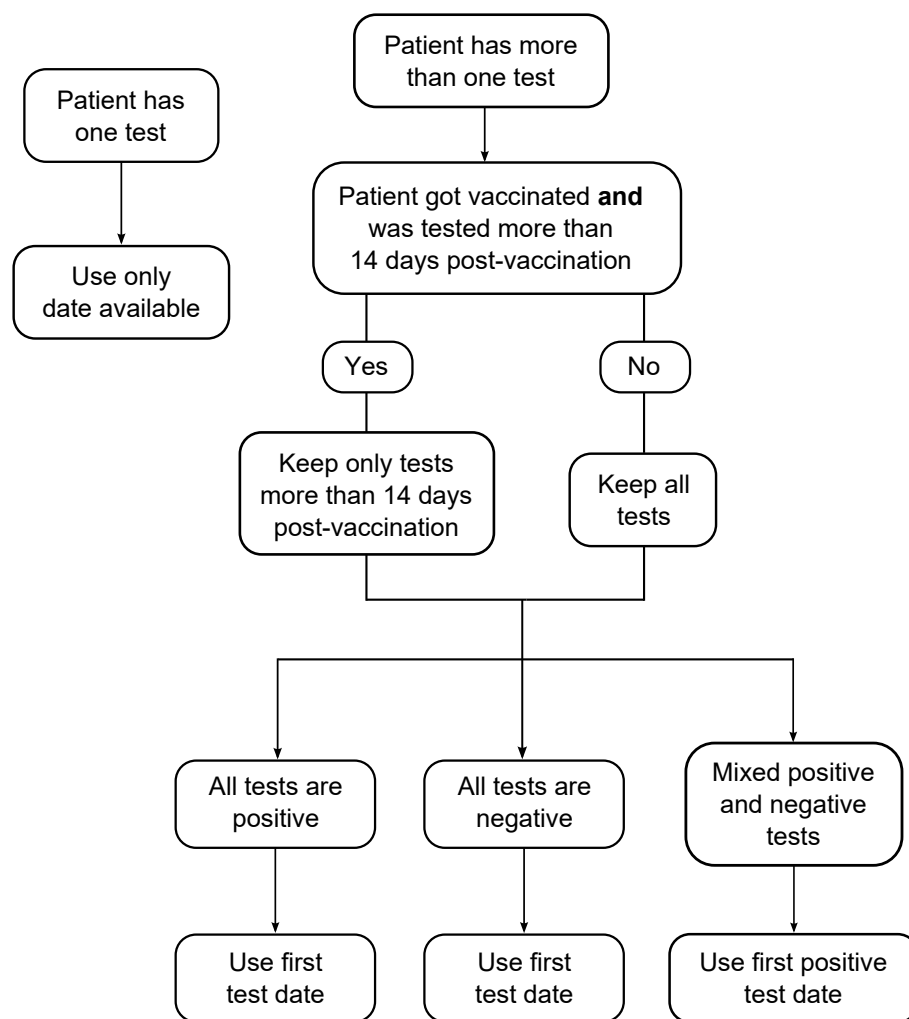 Patient has
one test
Use only
date available
Patient has more
than one test
Patient got vaccinated and
was tested more than
14 days post-vaccination
Yes
No
Keep only tests
more than 14 days
post-vaccination
Keep all
tests
All tests are
positive
All tests are
negative
Mixed positive
and negative
tests
Use first
test date
Use first
test date
Use first positive
test date